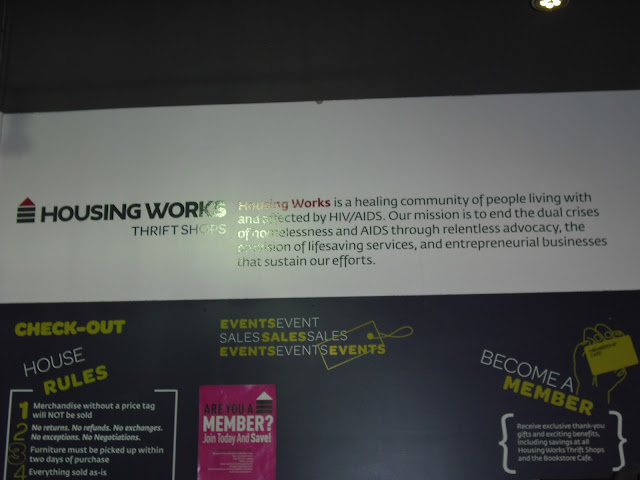 HOUSING WORKS
THRIFT SHOPS
Housing Works is a healing community of people living with
and affected by HIV/AIDS. Our mission is to end the dual crises
of homelessness and AIDS through relentless advocacy, the
provision of lifesaving services, and entrepreneurial businesses
that sustain our efforts.
CHECK-OUT
HOUSE
RULES
1 Merchandise without a price tag
will NOT be sold
2 No returns. No refunds. No exchanges.
No exceptions. No Negotiations.
3 Furniture must be picked up within
two days of purchase
4 Everything sold as-is
EVENTSEVENT
SALESSALESSALES
EVENTSEVENTSEVENTS
ARE YOU A
MEMBER?
Join Today And Save!
BECOME A
MEMBER
Receive exclusive thank-you
gifts and exciting benefits,
including savings at all
Housing Works Thrift Shops
and the Bookstore Cafe.